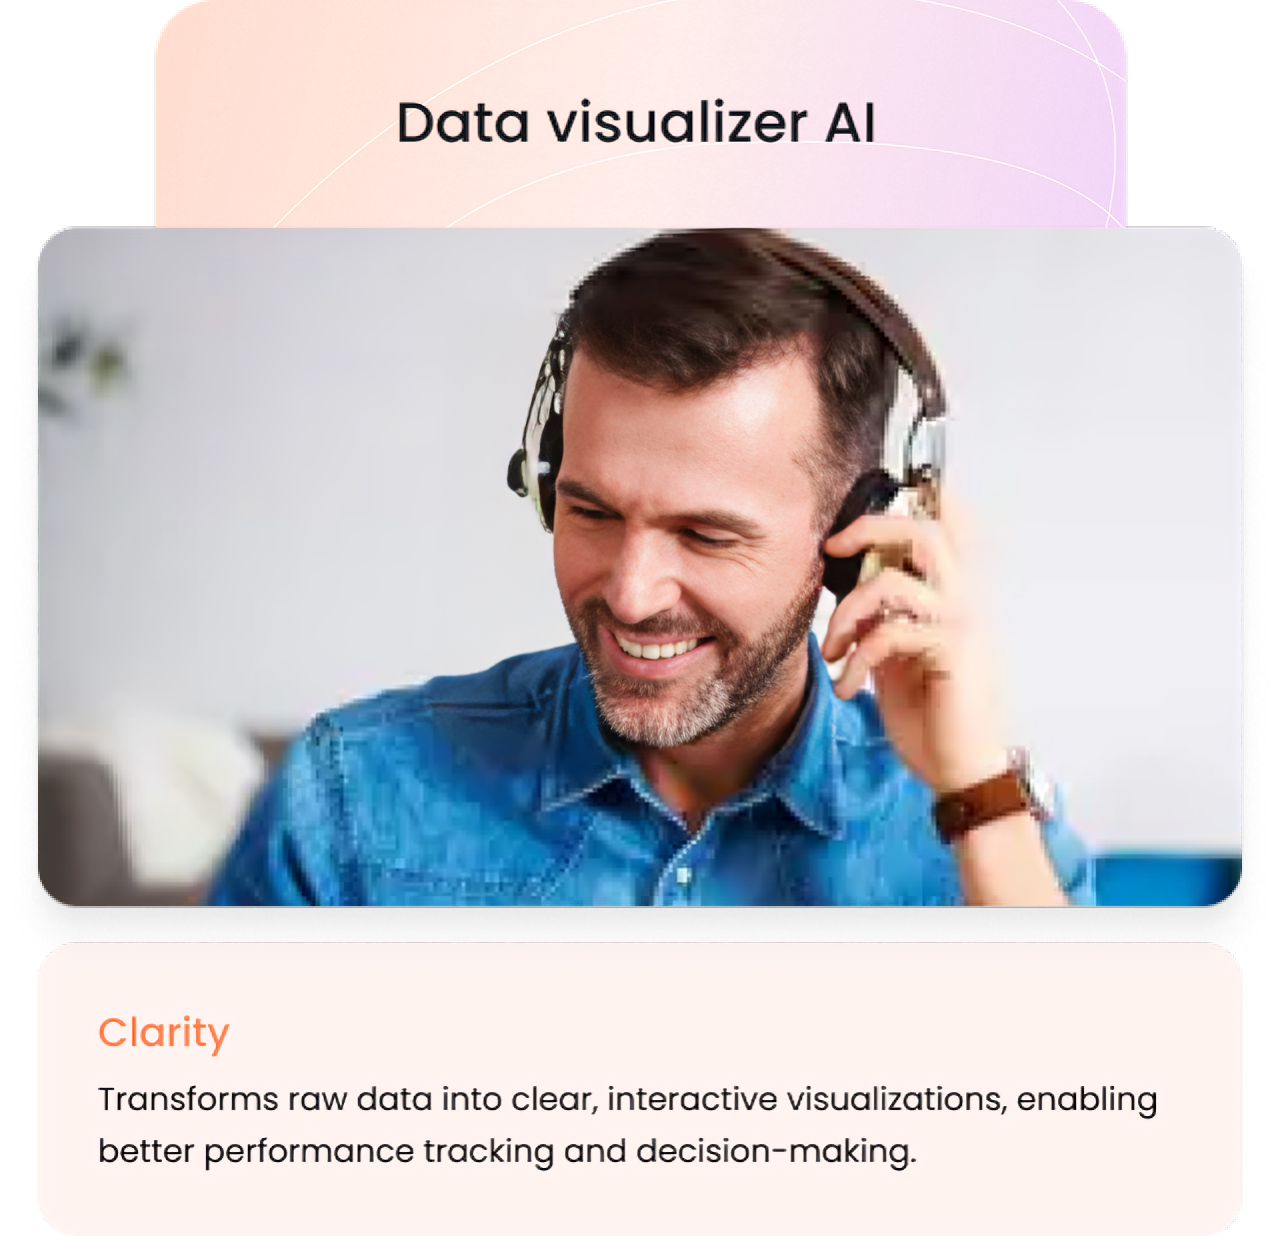 Data visualizer AI
Clarity
Transforms raw data into clear, interactive visualizations, enabling
better performance tracking and decision-making.